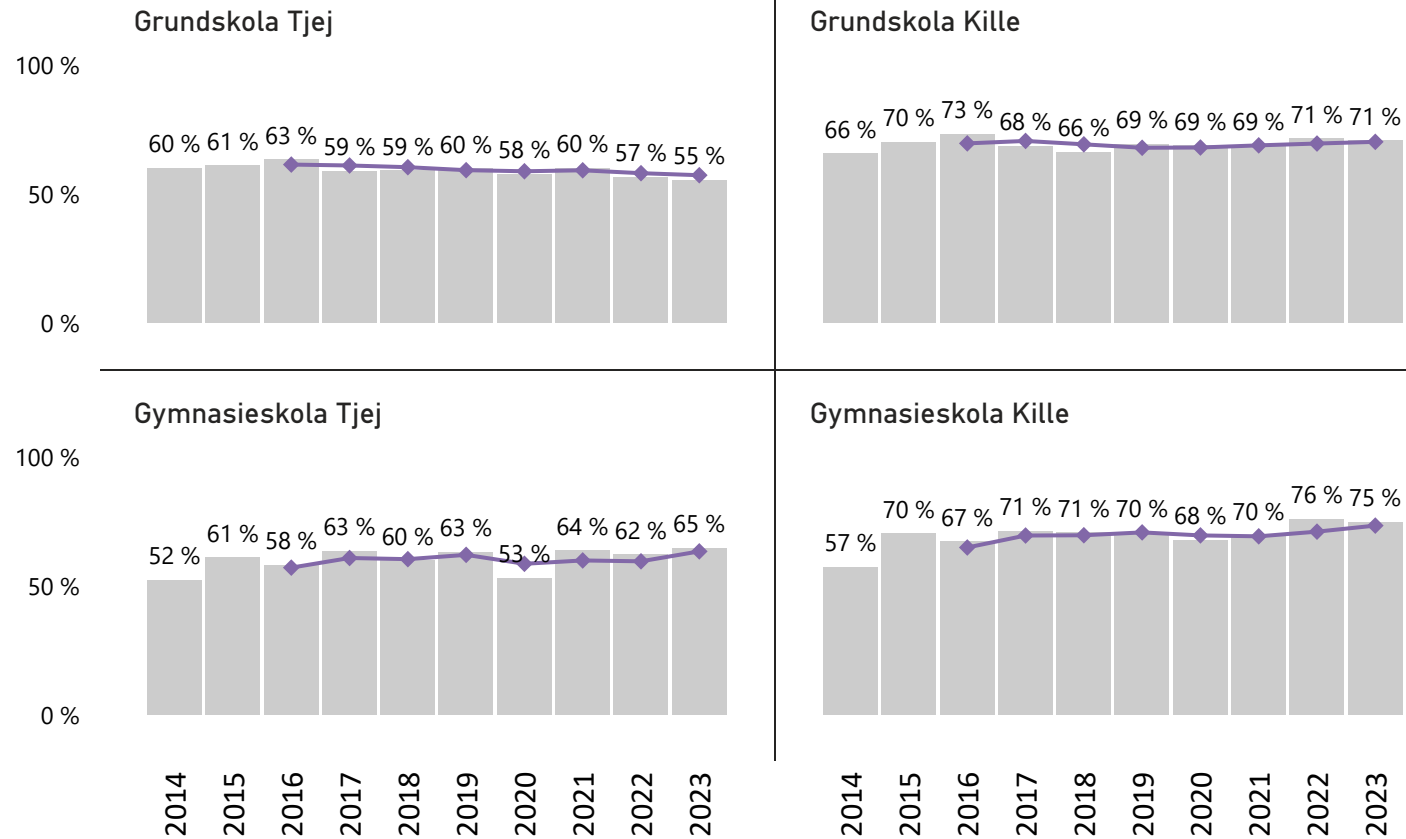 Grundskola Tjej
100 %
60 % 61 % 63 % 59 % 59 % 60 % 58 % 60 % 57 % 55 %
50 %
0 %
Grundskola Kille
66 % 70 % 73 % 68 % 66 % 69 % 69 % 69 % 71 % 71 %
Gymnasieskola Tjej
100 %
52 % 61 % 58 % 63 % 60 % 63 % 53 % 64 % 62 % 65 %
50 %
0 %
2014 2015 2016 2017 2018 2019 2020 2021 2022 2023
Gymnasieskola Kille
57 % 70 % 67 % 71 % 71 % 70 % 68 % 70 % 76 % 75 %
2014 2015 2016 2017 2018 2019 2020 2021 2022 2023